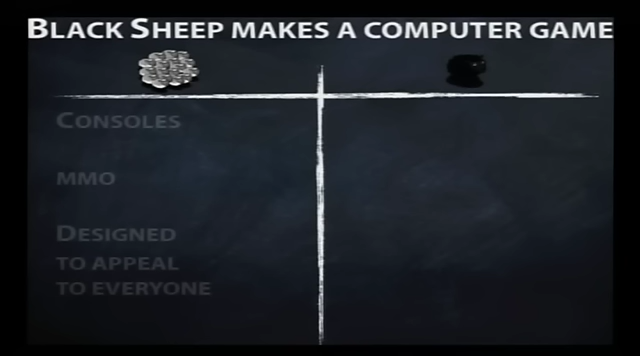 Black Sheep makes a computer game
Consoles
MMO
Designed
to appeal
to everyone